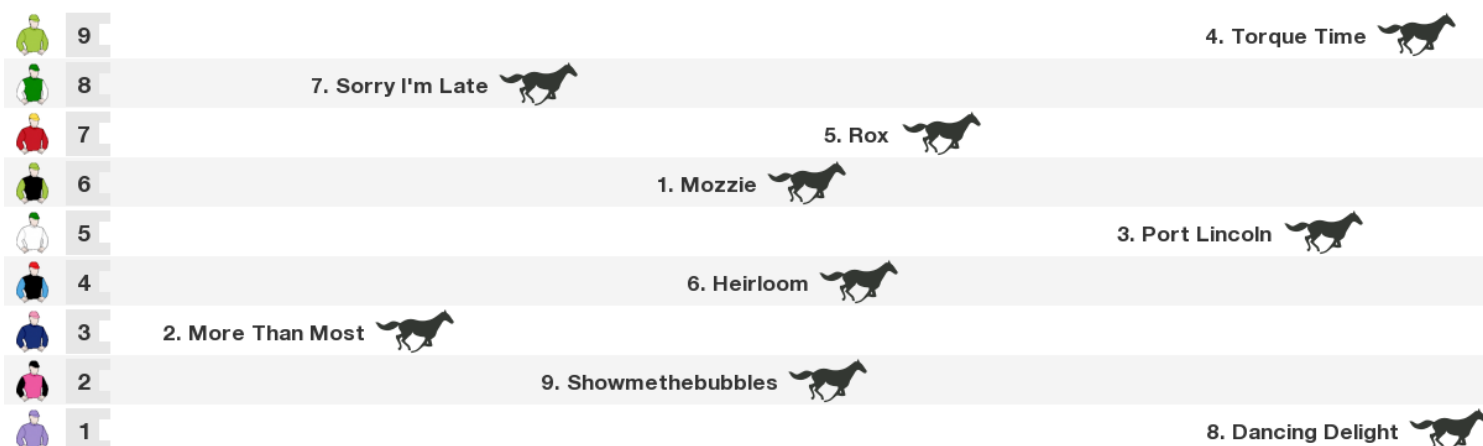 9 4. Torque Time
8 7. Sorry I'm Late
7 5. Rox
6 1. Mozzie
5 3. Port Lincoln
4 6. Heirloom
3 2. More Than Most
2 9. Showmethebubbles
1 8. Dancing Delight